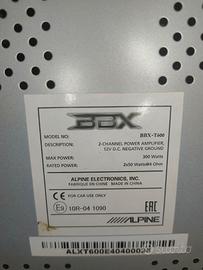 BBX
MODEL NO: BBX-T600
DESCRIPTION: 2-CHANNEL POWER AMPLIFIER,
12V D.C. NEGATIVE GROUND
MAX POWER: 300 Watts
RATED POWER: 2x50 Watts@4 Ohm
ALPINE ELECTRONICS, INC.
FABRIQUE EN CHINE MADE IN CHINA
FOR CAR USE ONLY
E9 10R-04 1090
ALPINE
ALXT600E40400028